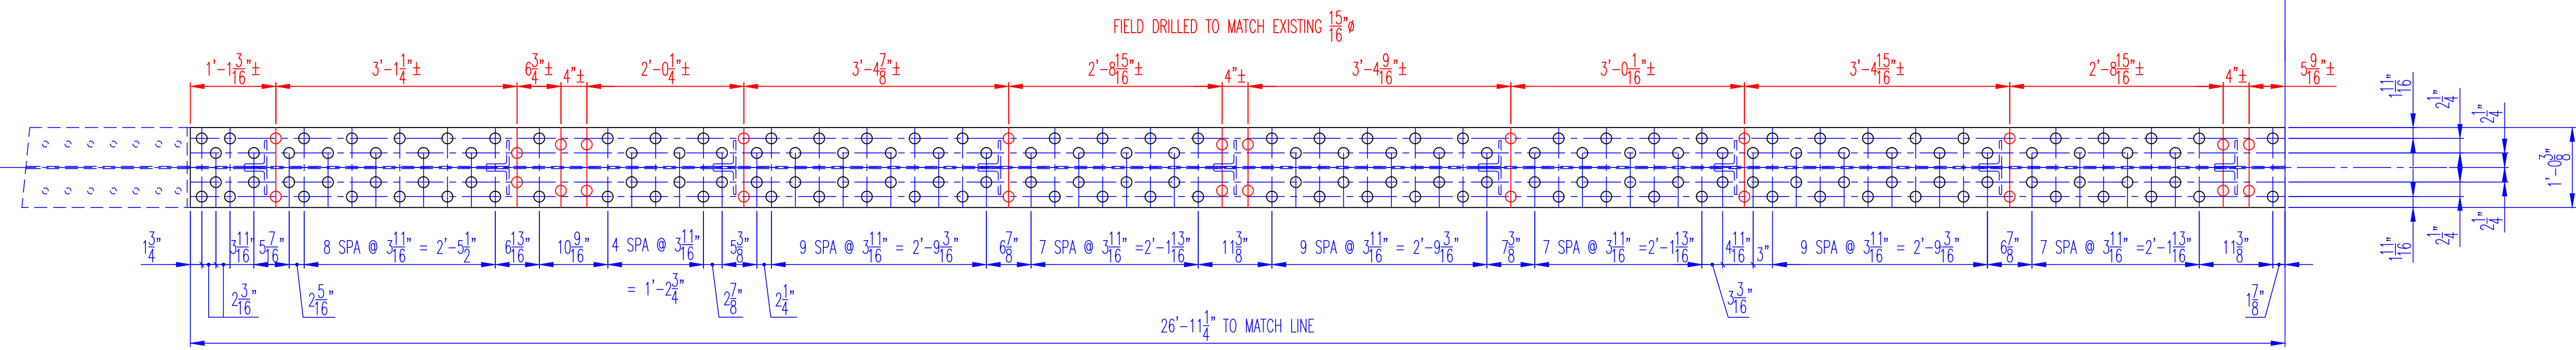 FIELD DRILLED TO MATCH EXISTING 15/16"ø
1'-1 3/16"± 3'-1 1/4"± 6 3/4"± 4"± 2'-0 1/4"± 3'-4 7/8"± 2'-8 15/16"± 4"± 3'-4 9/16"± 3'-0 1/16"± 3'-4 15/16"± 2'-8 15/16"± 4"± 5 9/16"±
1 11/16" 2 1/4" 2 1/4"
1'-0 3/8"
1 3/4" 3 11/16" 5 7/16" 8 SPA @ 3 11/16" = 2'-5 1/2" 6 13/16" 10 9/16" 4 SPA @ 3 11/16" 5 3/8" 9 SPA @ 3 11/16" = 2'-9 3/16" 6 7/8" 7 SPA @ 3 11/16" =2'-1 13/16" 11 3/8" 9 SPA @ 3 11/16" = 2'-9 3/16" 7 3/8" 7 SPA @ 3 11/16" =2'-1 13/16" 4 11/16" 3" 9 SPA @ 3 11/16" = 2'-9 3/16" 6 7/8" 7 SPA @ 3 11/16" =2'-1 13/16" 11 3/8"
1 11/16" 2 1/4" 2 1/4"
= 1'-2 3/4"
2 3/16" 2 5/16" 2 7/8" 2 1/4" 3 3/16" 1 7/8"
26'-11 1/4" TO MATCH LINE